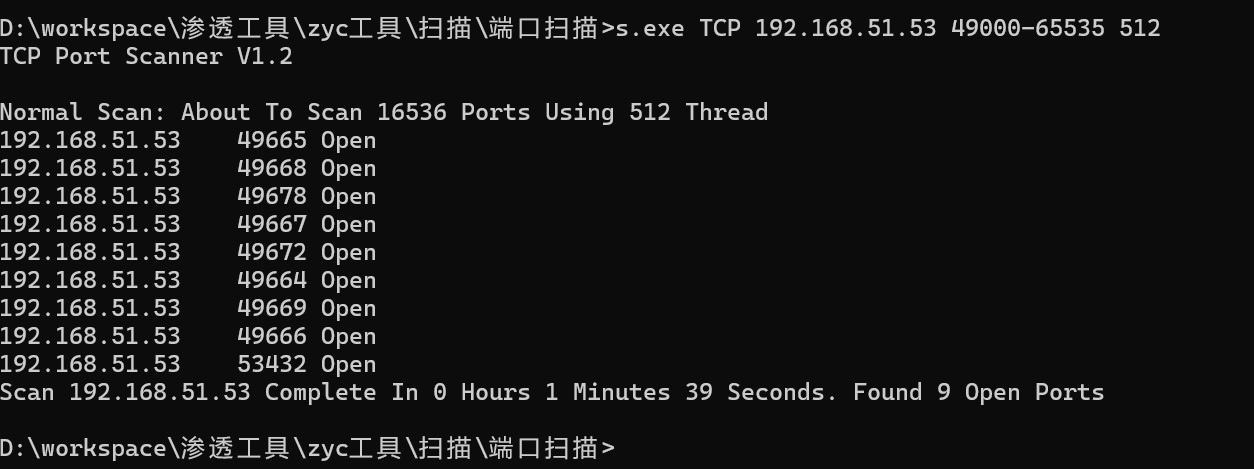 D:\workspace\渗透工具\zyc工具\扫描\端口扫描>s.exe TCP 192.168.51.53 49000-65535 512
TCP Port Scanner V1.2
Normal Scan: About To Scan 16536 Ports Using 512 Thread
192.168.51.53    49665 Open
192.168.51.53    49668 Open
192.168.51.53    49678 Open
192.168.51.53    49667 Open
192.168.51.53    49672 Open
192.168.51.53    49664 Open
192.168.51.53    49669 Open
192.168.51.53    49666 Open
192.168.51.53    53432 Open
Scan 192.168.51.53 Complete In 0 Hours 1 Minutes 39 Seconds. Found 9 Open Ports
D:\workspace\渗透工具\zyc工具\扫描\端口扫描>